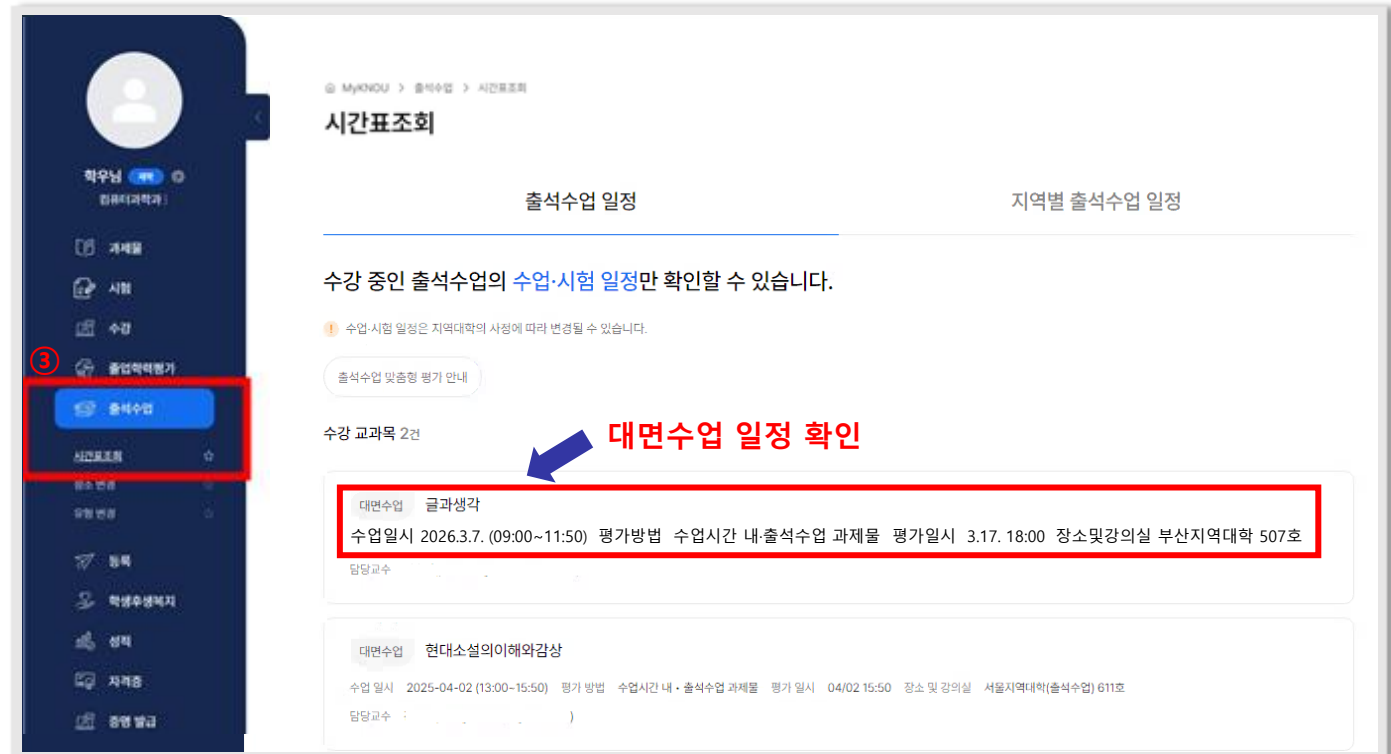 학우님 재학
컴퓨터과학과
과제물
시험
수강
③
졸업학력평가
출석수업
시간표조회
장소 변경
유형 변경
등록
학생후생복지
성적
자격증
증명 발급
MyKNOU > 출석수업 > 시간표조회
시간표조회
출석수업 일정 지역별 출석수업 일정
수강 중인 출석수업의 수업·시험 일정만 확인할 수 있습니다.
! 수업·시험 일정은 지역대학의 사정에 따라 변경될 수 있습니다.
출석수업 맞춤형 평가 안내
수강 교과목 2건
대면수업 일정 확인
대면수업 글과생각
수업일시 2026.3.7. (09:00~11:50) 평가방법 수업시간 내·출석수업 과제물 평가일시 3.17. 18:00 장소및강의실 부산지역대학 507호
담당교수
대면수업 현대소설의이해와감상
수업 일시 2025-04-02 (13:00~15:50) 평가 방법 수업시간 내 • 출석수업 과제물 평가 일시 04/02 15:50 장소 및 강의실 서울지역대학(출석수업) 611호
담당교수 : )